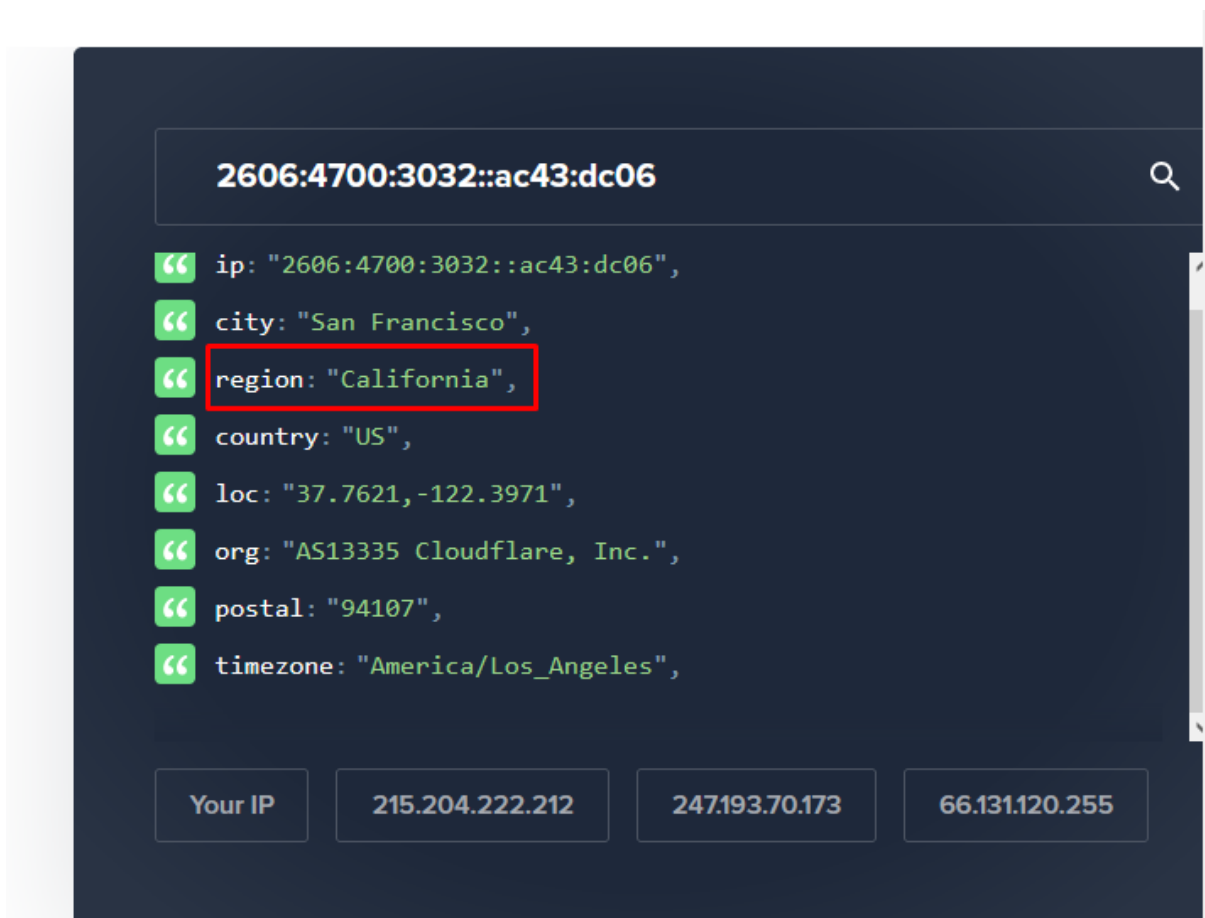 2606:4700:3032::ac43:dc06
ip: "2606:4700:3032::ac43:dc06",
city: "San Francisco",
region: "California",
country: "US",
loc: "37.7621,-122.3971",
org: "AS13335 Cloudflare, Inc.",
postal: "94107",
timezone: "America/Los_Angeles",
Your IP 215.204.222.212 247.193.70.173 66.131.120.255